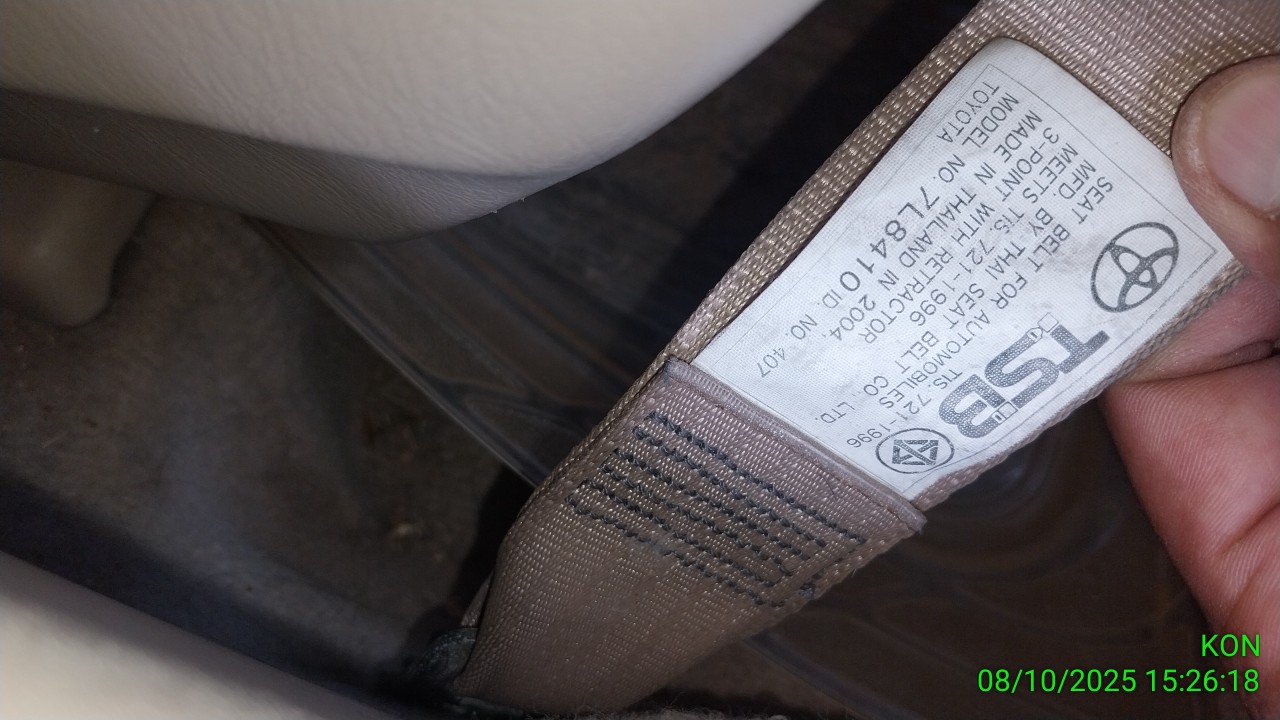 TSB
SEAT BELT FOR AUTOMOBILES TIS. 721-1996
MFD. BY THAI SEAT BELT CO., LTD.
MEETS TIS. 721-1996
3-POINT WITH RETRACTOR
MADE IN THAILAND IN 2004,
MODEL NO. 7L8410 ID. NO. 407
TOYOTA
KON
08/10/2025 15:26:18